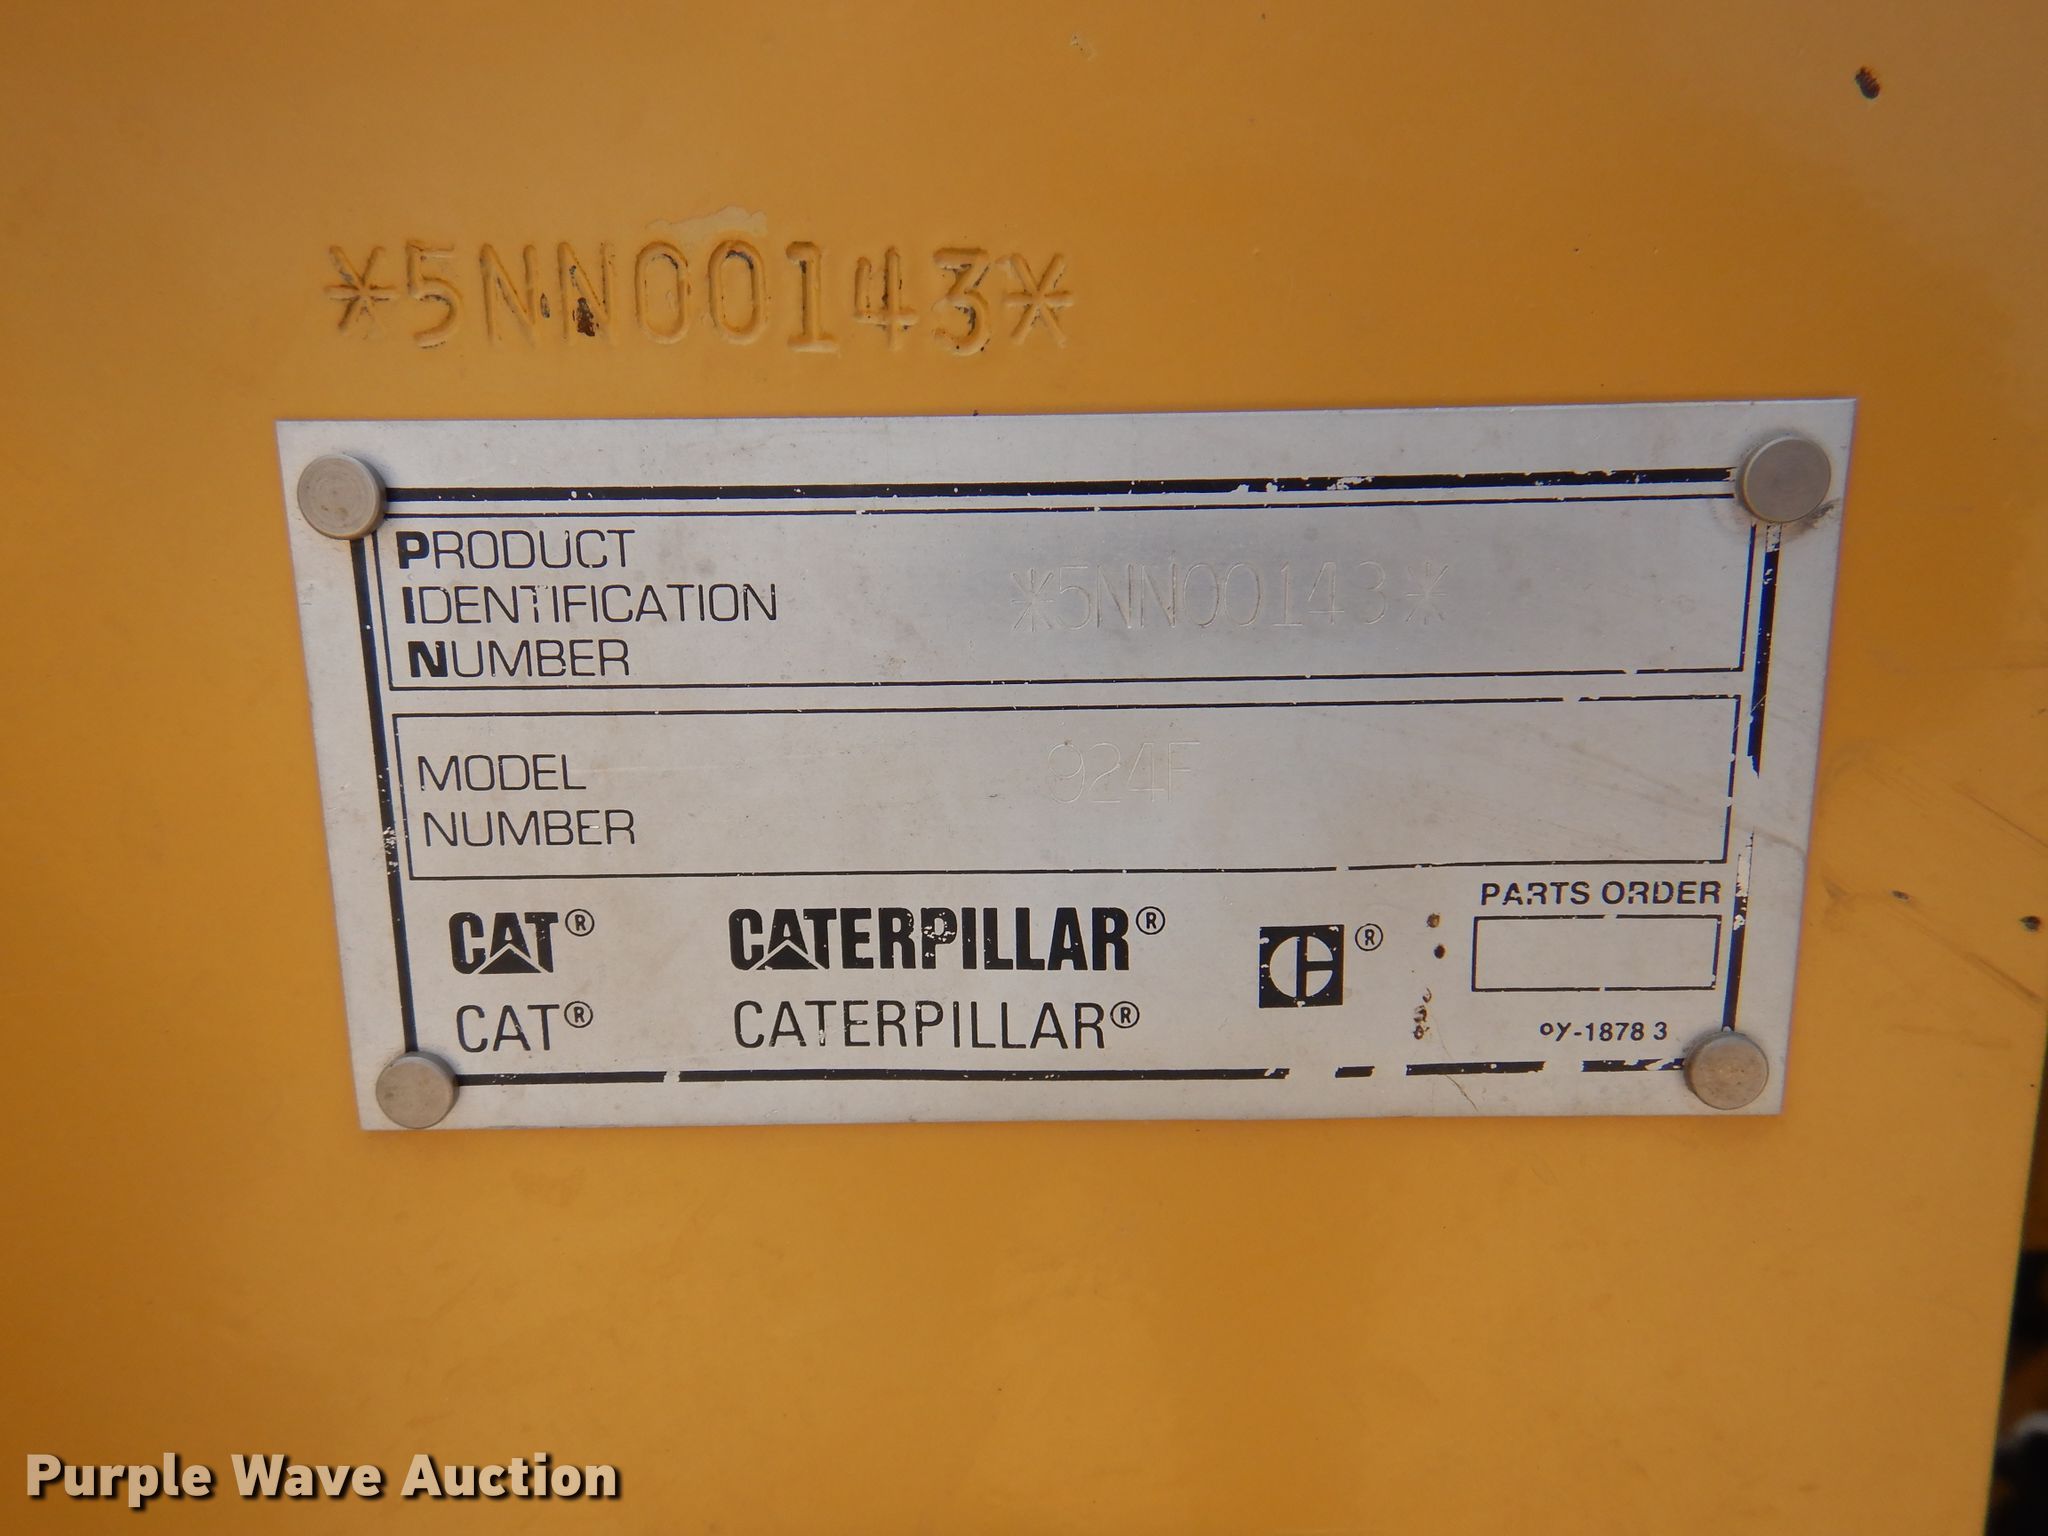 *5NN00143*
PRODUCT
IDENTIFICATION
NUMBER
*5NN00143*
MODEL
NUMBER
924F
CAT® CATERPILLAR® ®
CAT® CATERPILLAR®
PARTS ORDER
0Y-1878 3
Purple Wave Auction